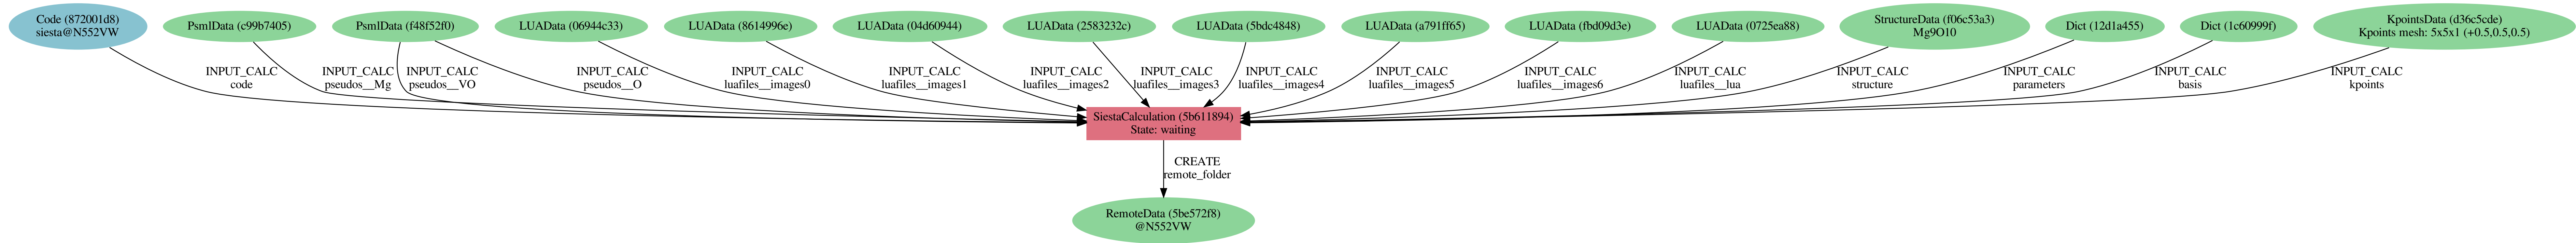 Code (872001d8)
siesta@N552VW
PsmlData (c99b7405)
PsmlData (f48f52f0)
LUAData (06944c33)
LUAData (8614996e)
LUAData (04d60944)
LUAData (2583232c)
LUAData (5bdc4848)
LUAData (a791ff65)
LUAData (fbd09d3e)
LUAData (0725ea88)
StructureData (f06c53a3)
Mg9O10
Dict (12d1a455)
Dict (1c60999f)
KpointsData (d36c5cde)
Kpoints mesh: 5x5x1 (+0.5,0.5,0.5)
INPUT_CALC
code
INPUT_CALC
pseudos__Mg
INPUT_CALC
pseudos__VO
INPUT_CALC
pseudos__O
INPUT_CALC
luafiles__images0
INPUT_CALC
luafiles__images1
INPUT_CALC
luafiles__images2
INPUT_CALC
luafiles__images3
INPUT_CALC
luafiles__images4
INPUT_CALC
luafiles__images5
INPUT_CALC
luafiles__images6
INPUT_CALC
luafiles__lua
INPUT_CALC
structure
INPUT_CALC
parameters
INPUT_CALC
basis
INPUT_CALC
kpoints
SiestaCalculation (5b611894)
State: waiting
CREATE
remote_folder
RemoteData (5be572f8)
@N552VW